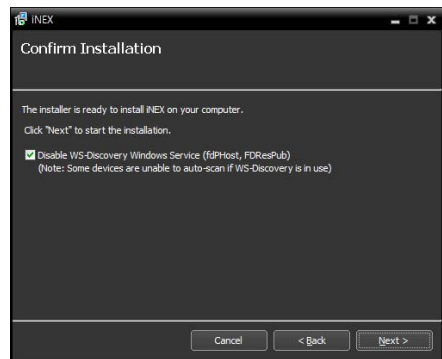 iNEX
Confirm Installation
The installer is ready to install iNEX on your computer.
Click "Next" to start the installation.
Disable WS-Discovery Windows Service (fdPHost, FDResPub)
(Note: Some devices are unable to auto-scan if WS-Discovery is in use)
Cancel
< Back
Next >